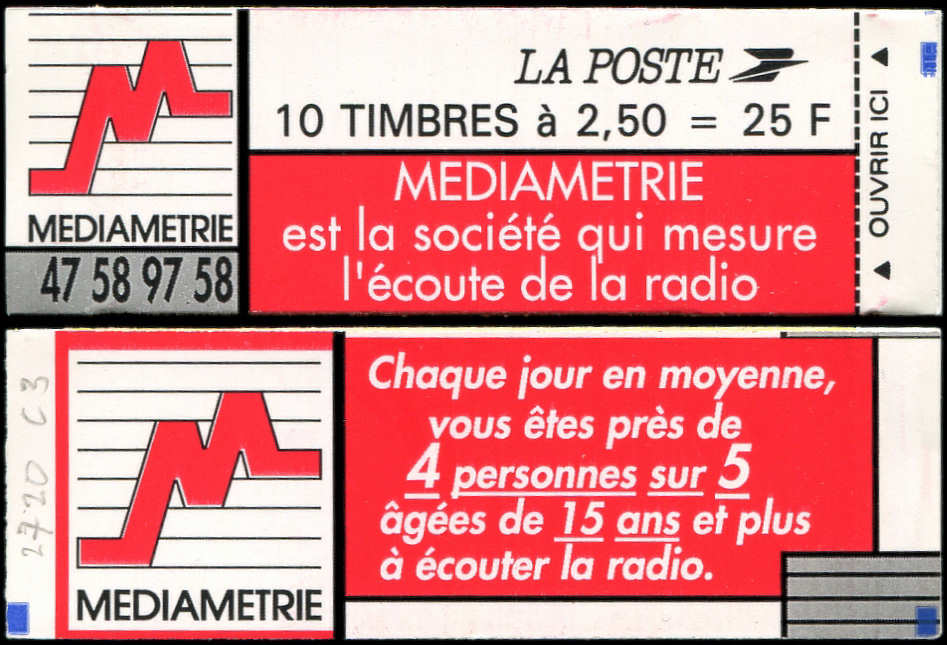 LA POSTE
10 TIMBRES à 2,50 = 25 F
MEDIAMETRIE
47 58 97 58
MEDIAMETRIE
est la société qui mesure
l'écoute de la radio
OUVRIR ICI
2720 C3
MEDIAMETRIE
Chaque jour en moyenne,
vous êtes près de
4 personnes sur 5
âgées de 15 ans et plus
à écouter la radio.